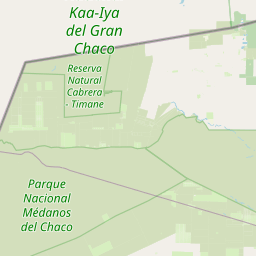 Kaa-Iya
del Gran
Chaco
Reserva
Natural
Cabrera
- Timane
Parque
Nacional
Médanos
del Chaco